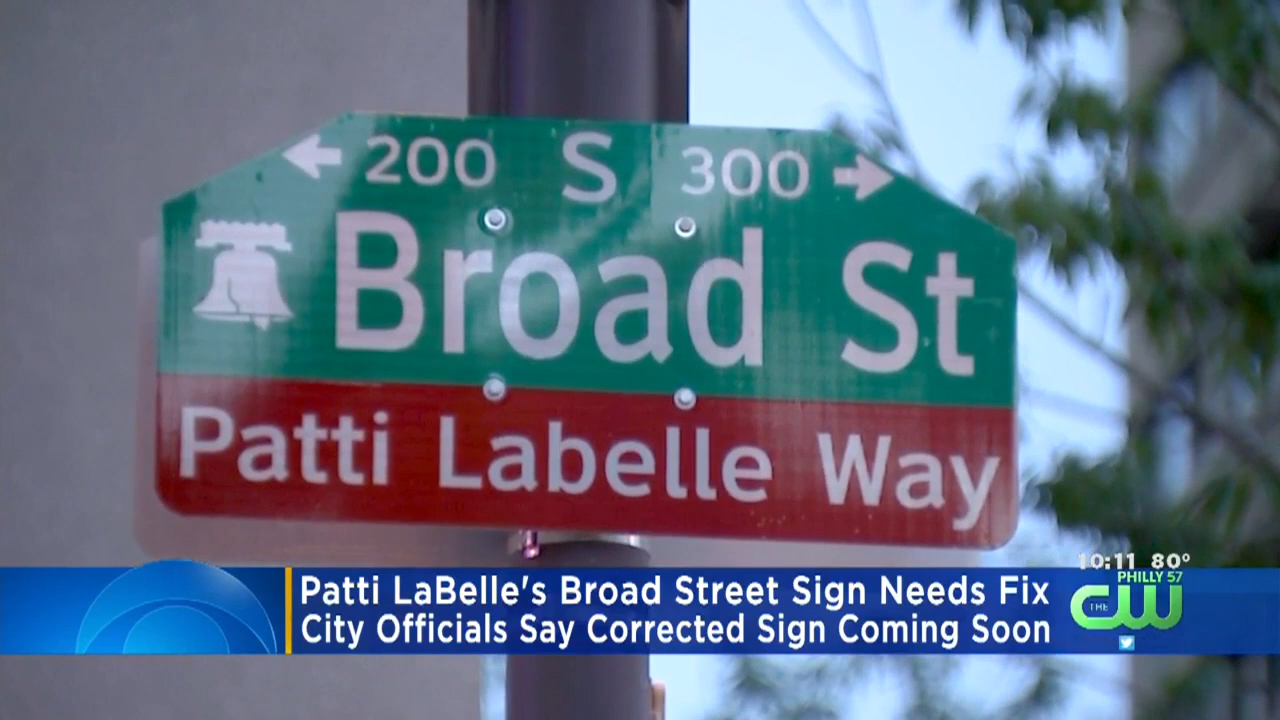 ← 200 S 300 →
Broad St
Patti Labelle Way
Patti LaBelle's Broad Street Sign Needs Fix
City Officials Say Corrected Sign Coming Soon
10:11 80°
PHILLY 57
THE CW